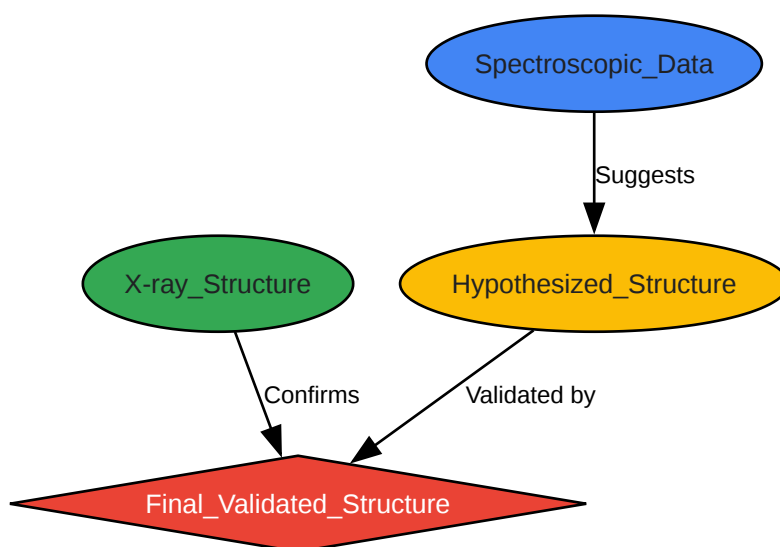 Spectroscopic_Data
Suggests
X-ray_Structure
Hypothesized_Structure
Confirms
Validated by
Final_Validated_Structure